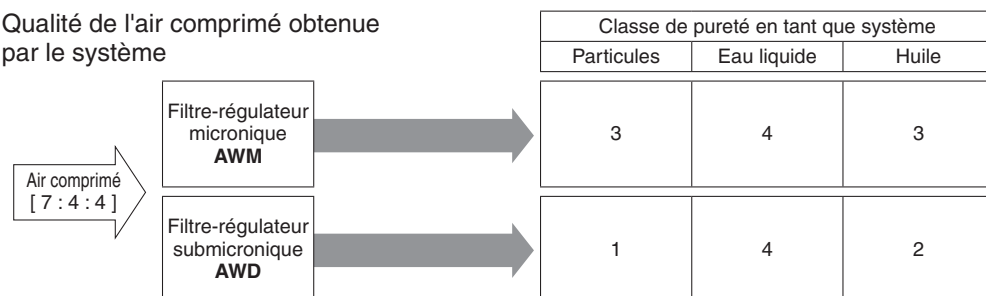 Qualité de l'air comprimé obtenue
par le système
Classe de pureté en tant que système
Particules Eau liquide Huile
Air comprimé
[ 7 : 4 : 4 ]
Filtre-régulateur
micronique
AWM
3 4 3
Filtre-régulateur
submicronique
AWD
1 4 2